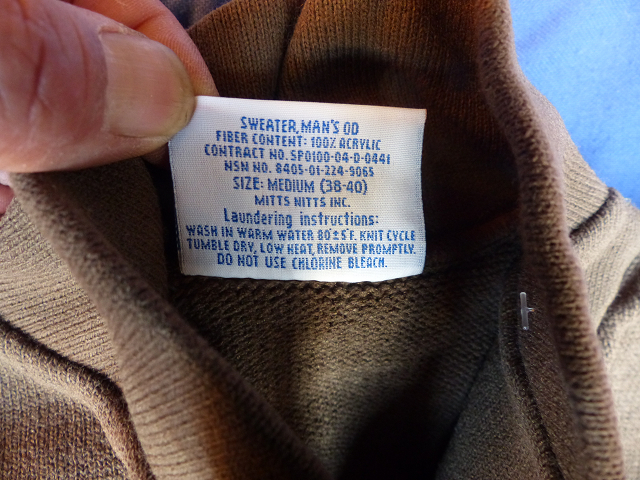 SWEATER, MAN'S OD
FIBER CONTENT: 100% ACRYLIC
CONTRACT NO. SP0100-04-D-0441
NSN NO. 8405-01-224-9065
SIZE: MEDIUM (38-40)
MITTS NITTS INC.
Laundering instructions:
WASH IN WARM WATER 80°±5°F. KNIT CYCLE
TUMBLE DRY, LOW HEAT, REMOVE PROMPTLY.
DO NOT USE CHLORINE BLEACH.